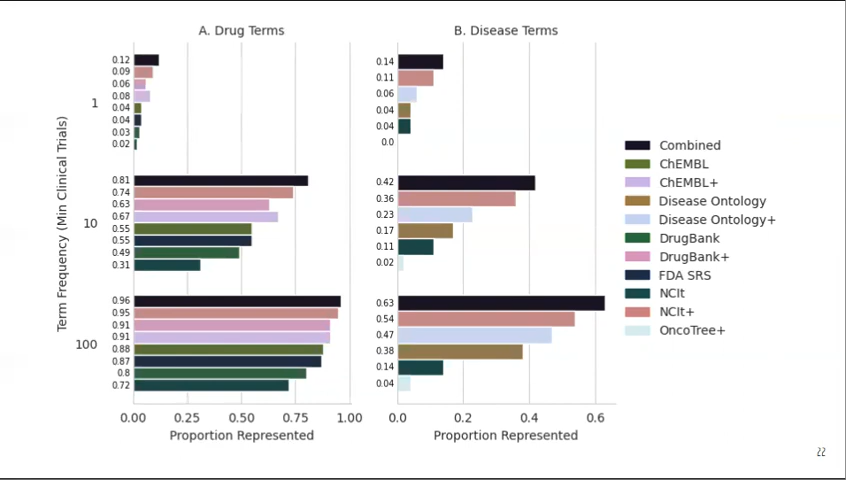 A. Drug Terms
B. Disease Terms
Term Frequency (Min Clinical Trials)
1
0.12
0.09
0.06
0.08
0.04
0.04
0.03
0.02
10
0.81
0.74
0.63
0.67
0.55
0.55
0.49
0.31
100
0.96
0.95
0.91
0.91
0.88
0.87
0.8
0.72
0.00 0.25 0.50 0.75 1.00
Proportion Represented
0.14
0.11
0.06
0.04
0.04
0.0
0.42
0.36
0.23
0.17
0.11
0.02
0.63
0.54
0.47
0.38
0.14
0.04
0.0 0.2 0.4 0.6
Proportion Represented
Combined
ChEMBL
ChEMBL+
Disease Ontology
Disease Ontology+
DrugBank
DrugBank+
FDA SRS
NCIt
NCIt+
OncoTree+
22